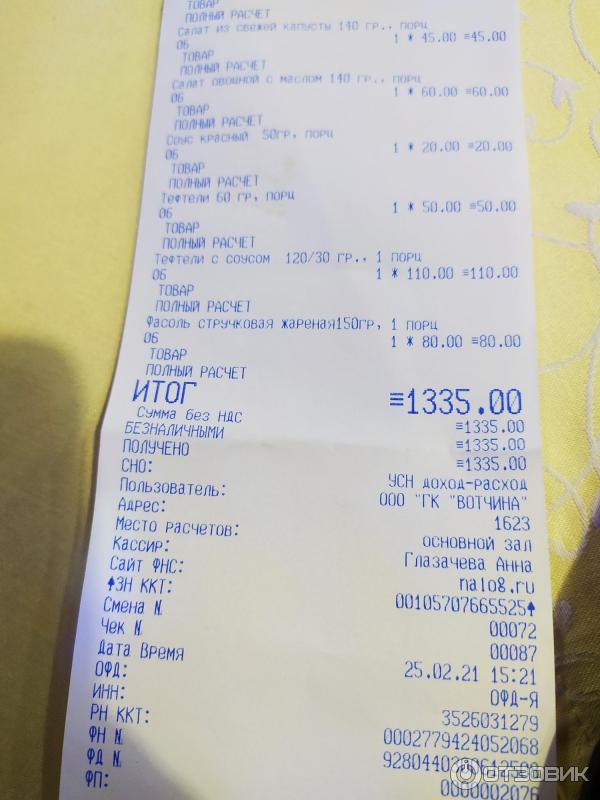 ТОВАР
ПОЛНЫЙ РАСЧЕТ
Салат из свежей капусты 140 гр., порц
1 * 45.00 ≡45.00
06
ТОВАР
ПОЛНЫЙ РАСЧЕТ
Салат овощной с маслом 140 гр., порц
1 * 60.00 ≡60.00
06
ТОВАР
ПОЛНЫЙ РАСЧЕТ
Соус красный 50гр, порц
1 * 20.00 ≡20.00
06
ТОВАР
ПОЛНЫЙ РАСЧЕТ
Тефтели 60 гр, порц
1 * 50.00 ≡50.00
06
ТОВАР
ПОЛНЫЙ РАСЧЕТ
Тефтели с соусом 120/30 гр., 1 порц
1 * 110.00 ≡110.00
06
ТОВАР
ПОЛНЫЙ РАСЧЕТ
Фасоль стручковая жареная150гр, 1 порц
1 * 80.00 ≡80.00
06
ТОВАР
ПОЛНЫЙ РАСЧЕТ
ИТОГ ≡1335.00
Сумма без НДС ≡1335.00
БЕЗНАЛИЧНЫМИ ≡1335.00
ПОЛУЧЕНО ≡1335.00
СНО: УСН доход-расход
Пользователь: ООО "ГК "ВОТЧИНА"
Адрес: 1623
Место расчетов: основной зал
Кассир: Глазачева Анна
Сайт ФНС: nalog.ru
↑ЗН ККТ: 00105707665525↑
Смена № 00072
Чек № 00087
Дата Время 25.02.21 15:21
ОФД: ОФД-Я
ИНН: 3526031279
РН ККТ: 0002779424052068
ФН №
ФД №
ФП:
ОТЗОВИК